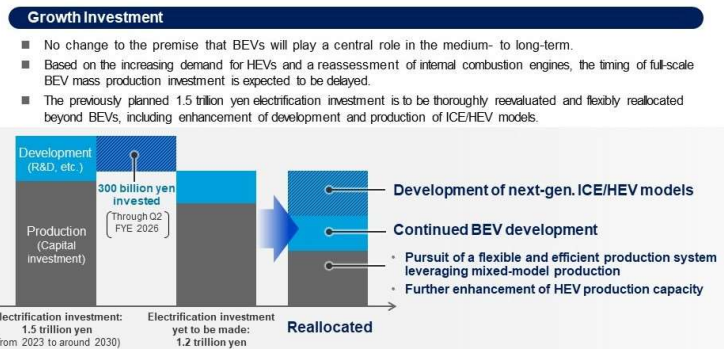 Growth Investment
■ No change to the premise that BEVs will play a central role in the medium- to long-term.
■ Based on the increasing demand for HEVs and a reassessment of internal combustion engines, the timing of full-scale
BEV mass production investment is expected to be delayed.
■ The previously planned 1.5 trillion yen electrification investment is to be thoroughly reevaluated and flexibly reallocated
beyond BEVs, including enhancement of development and production of ICE/HEV models.
Development
(R&D, etc.)
300 billion yen
invested
(Through Q2
FYE 2026)
Production
(Capital
investment)
Development of next-gen. ICE/HEV models
Continued BEV development
• Pursuit of a flexible and efficient production system
leveraging mixed-model production
• Further enhancement of HEV production capacity
lectrification investment:
1.5 trillion yen
rom 2023 to around 2030)
Electrification investment
yet to be made:
1.2 trillion yen
Reallocated